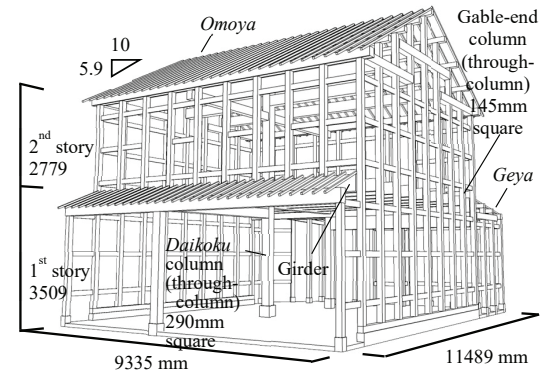 Omoya
10
5.9
Gable-end
column
(through-
column)
145mm
square
2nd story
2779
Geya
1st story
3509
Daikoku
column
(through-
column)
290mm
square
Girder
9335 mm
11489 mm